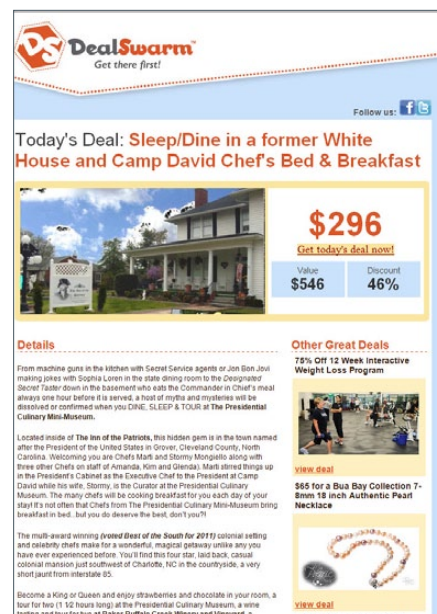 DS DealSwarm™
Get there first!
Follow us:
Today's Deal: Sleep/Dine in a former White
House and Camp David Chef's Bed & Breakfast
$296
Get today's deal now!
Value
Discount
$546
46%
Details
From machine guns in the kitchen with Secret Service agents or Jon Bon Jovi
making jokes with Sophia Loren in the state dining room to the Designated
Secret Taster down in the basement who eats the Commander in Chief's meal
always one hour before it is served, a host of myths and mysteries will be
dissolved or confirmed when you DINE, SLEEP & TOUR at The Presidential
Culinary Mini-Museum.
Located inside of The Inn of the Patriots, this hidden gem is in the town named
after the President of the United States in Grover, Cleveland County, North
Carolina. Welcoming you are Chefs Marti and Stormy Mongiello along with
three other Chefs on staff of Amanda, Kim and Glenda). Marti stirred things up
in the President's Cabinet as the Executive Chef to the President at Camp
David while his wife, Stormy, is the Curator at the Presidential Culinary
Museum. The many chefs will be cooking breakfast for you each day of your
stay! It's not often that Chefs from The Presidential Culinary Mini-Museum bring
breakfast in bed...but you do deserve the best, don't you?!
The multi-award winning (voted Best of the South for 2011) colonial setting
and celebrity chefs make for a wonderful, magical getaway unlike any you
have ever experienced before. You'll find this four star, laid back, casual
colonial mansion just southwest of Charlotte, NC in the countryside, a very
short jaunt from interstate 85.
Become a King or Queen and enjoy strawberries and chocolate in your room, a
tour for two (1 1/2 hours long) at the Presidential Culinary Museum, a wine
tasting and tour for two at Baker Buffalo Creek Winery and Vineyard, a
Other Great Deals
75% Off 12 Week Interactive
Weight Loss Program
view deal
$65 for a Bua Bay Collection 7-
8mm 18 inch Authentic Pearl
Necklace
view deal